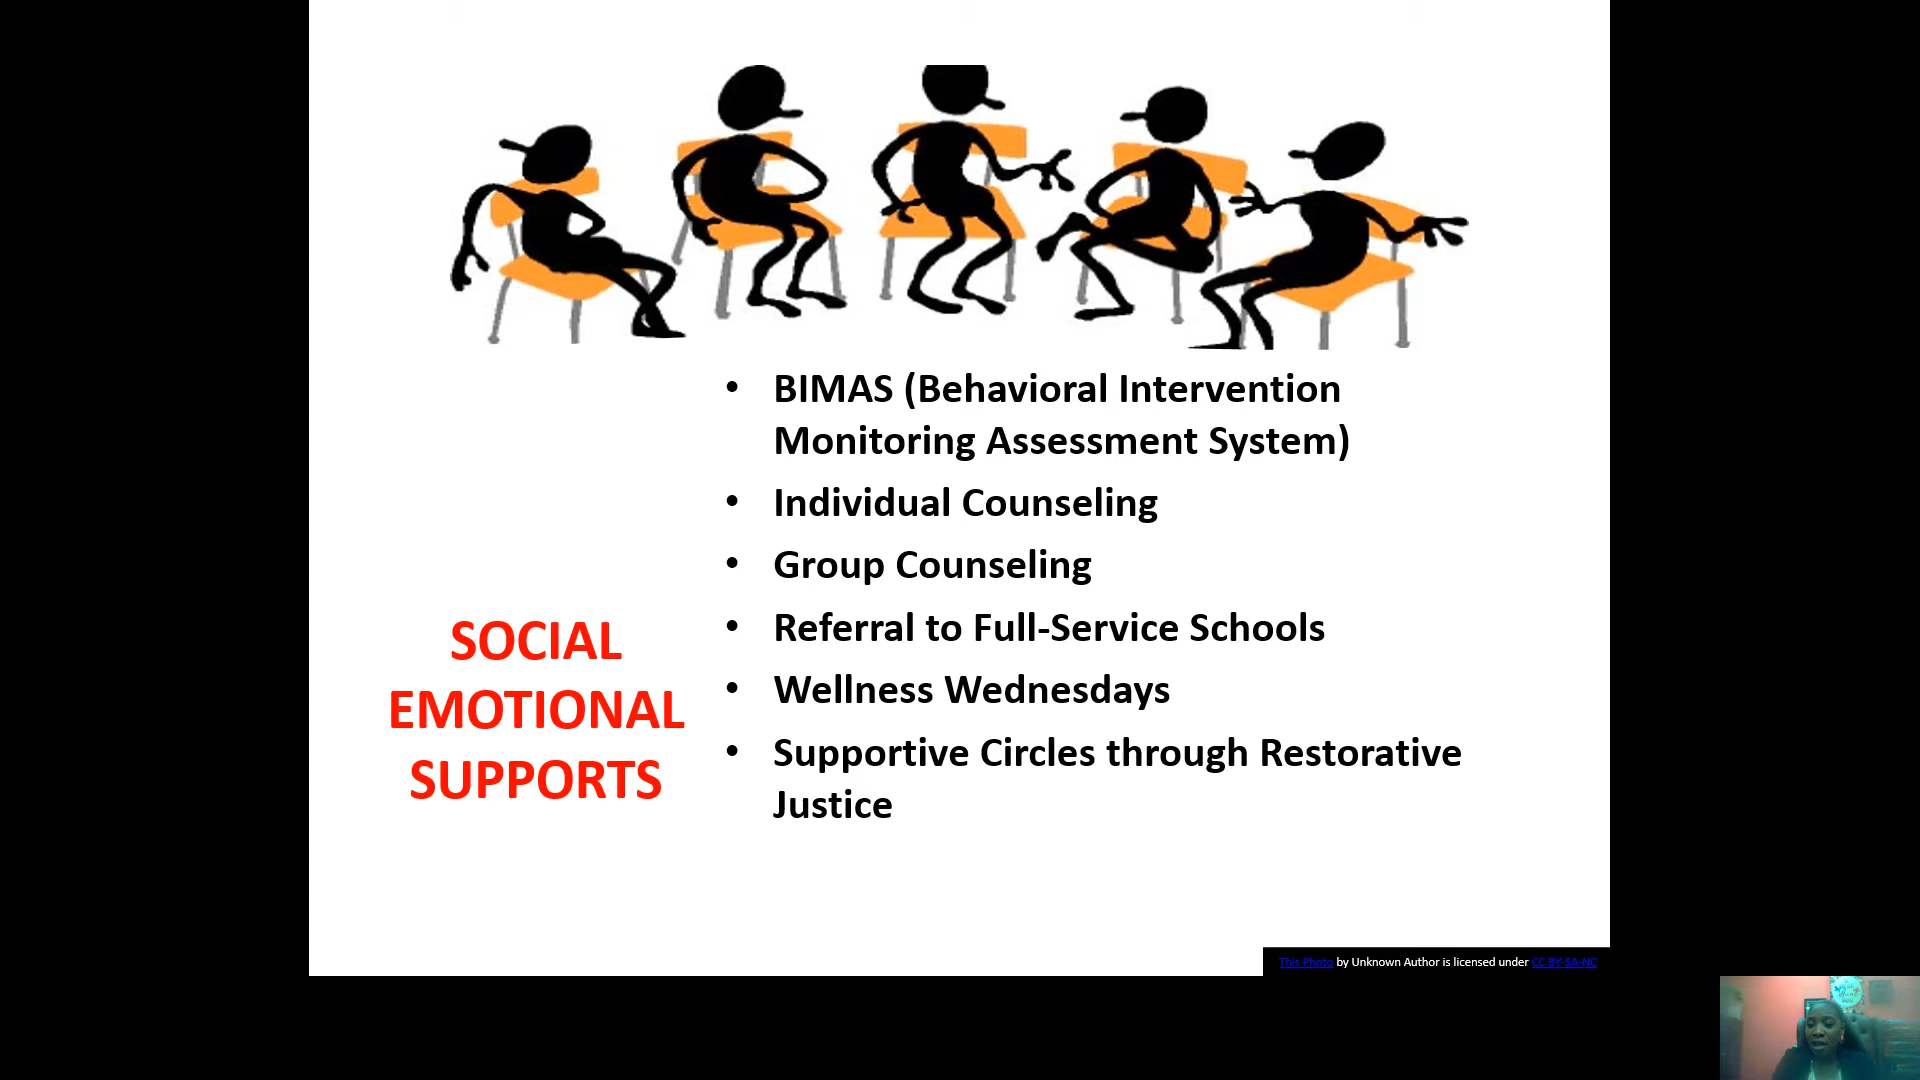 • BIMAS (Behavioral Intervention
Monitoring Assessment System)
• Individual Counseling
• Group Counseling
• Referral to Full-Service Schools
• Wellness Wednesdays
• Supportive Circles through Restorative
Justice
SOCIAL
EMOTIONAL
SUPPORTS
This Photo by Unknown Author is licensed under CC BY-SA-NC